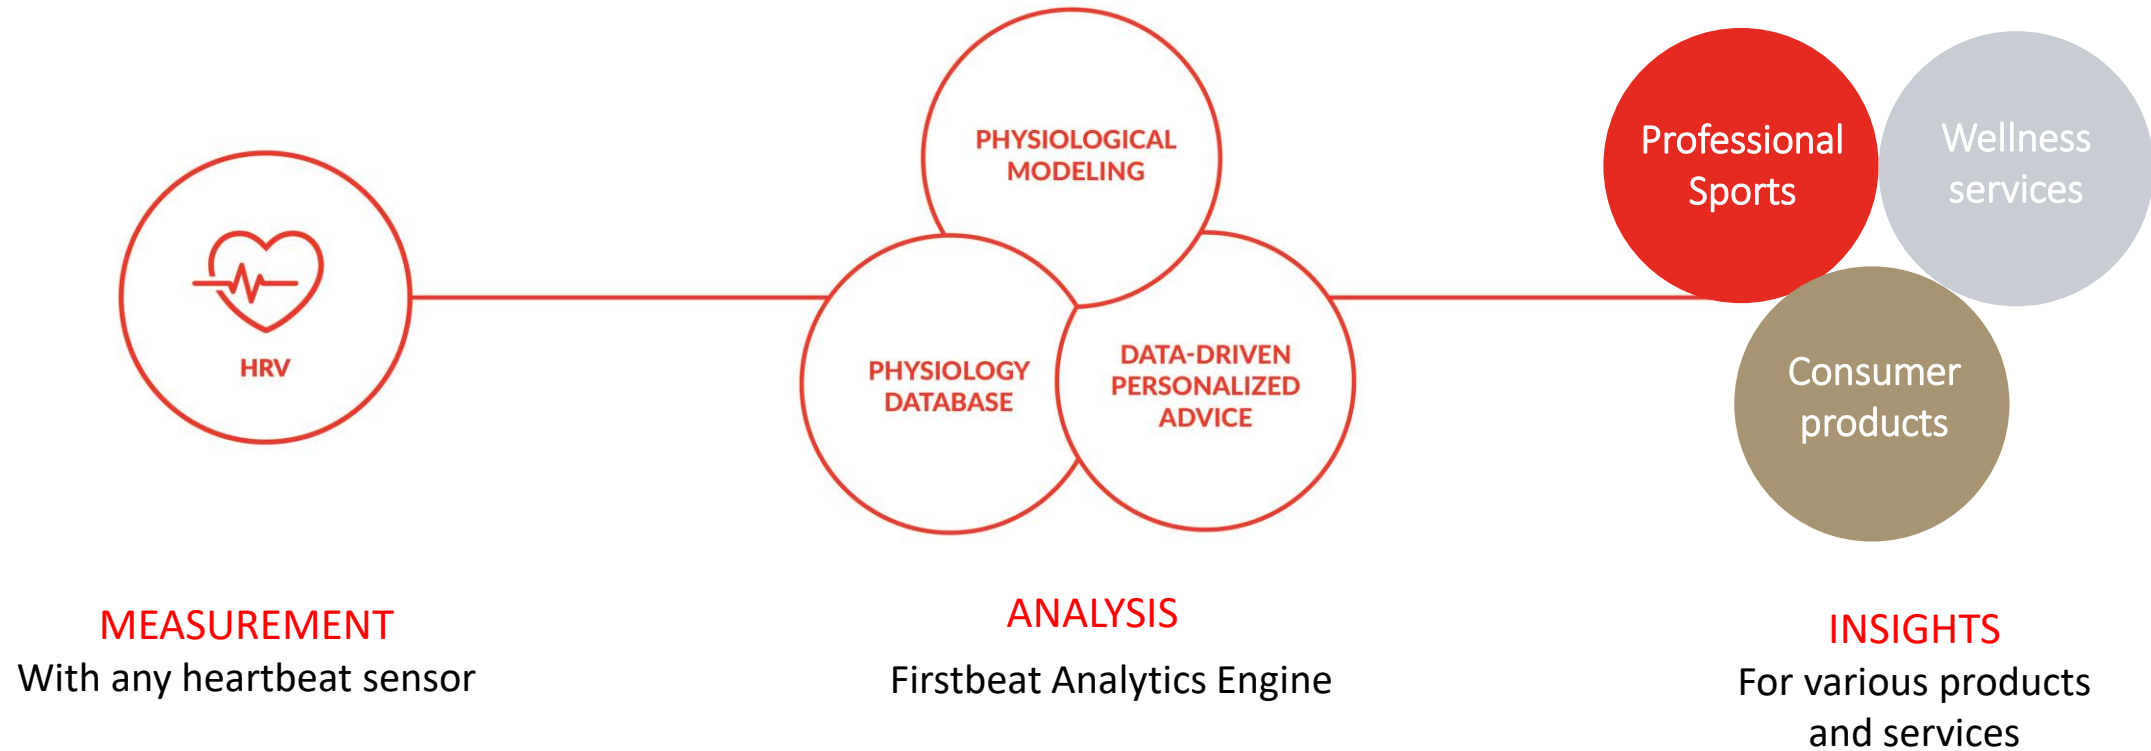 HRV
PHYSIOLOGICAL
MODELING
PHYSIOLOGY
DATABASE
DATA-DRIVEN
PERSONALIZED
ADVICE
Professional
Sports
Wellness
services
Consumer
products
MEASUREMENT
With any heartbeat sensor
ANALYSIS
Firstbeat Analytics Engine
INSIGHTS
For various products
and services